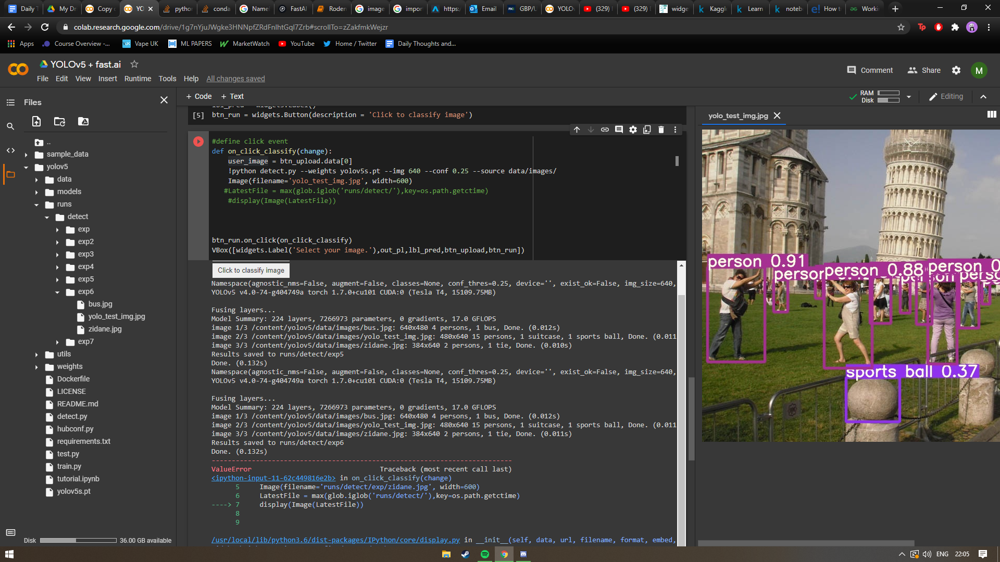 Daily T
My Dr
Copy
YO
python
conda
Name
FastAI
Roden
image
impor
https:
Email
GBP/U
YOLOv
(329)
(329)
widge
Kaggl
Learn
noteb
How t
Worki
colab.research.google.com/drive/1g7nYjuJWgke3HNNpfZRdFnlhtGql7Zrb#scrollTo=zZakfmkWejzr
Apps
Course Overview -...
Vape UK
ML PAPERS
MarketWatch
YouTube
Home / Twitter
Daily Thoughts and...
YOLOv5 + fast.ai
Comment
Share
M
File Edit View Insert Runtime Tools Help All changes saved
Files
+ Code + Text
RAM
Disk
Editing
..
sample_data
yolov5
data
models
runs
detect
exp
exp2
exp3
exp4
exp5
exp6
bus.jpg
yolo_test_img.jpg
zidane.jpg
exp7
utils
weights
Dockerfile
LICENSE
README.md
detect.py
hubconf.py
requirements.txt
test.py
train.py
tutorial.ipynb
yolov5s.pt
Disk 36.00 GB available
lbl_pred = widgets.Label()
[5] btn_run = widgets.Button(description = 'Click to classify image')
#define click event
def on_click_classify(change):
user_image = btn_upload.data[0]
!python detect.py --weights yolov5s.pt --img 640 --conf 0.25 --source data/images/
Image(filename='yolo_test_img.jpg', width=600)
#LatestFile = max(glob.iglob('runs/detect/'),key=os.path.getctime)
#display(Image(LatestFile))
btn_run.on_click(on_click_classify)
VBox([widgets.Label('Select your image.'),out_pl,lbl_pred,btn_upload,btn_run])
Click to classify image
Namespace(agnostic_nms=False, augment=False, classes=None, conf_thres=0.25, device='', exist_ok=False, img_size=640,
YOLOv5 v4.0-74-g404749a torch 1.7.0+cu101 CUDA:0 (Tesla T4, 15109.75MB)
Fusing layers...
Model Summary: 224 layers, 7266973 parameters, 0 gradients, 17.0 GFLOPS
image 1/3 /content/yolov5/data/images/bus.jpg: 640x480 4 persons, 1 bus, Done. (0.012s)
image 2/3 /content/yolov5/data/images/yolo_test_img.jpg: 480x640 15 persons, 1 suitcase, 1 sports ball, Done. (0.011
image 3/3 /content/yolov5/data/images/zidane.jpg: 384x640 2 persons, 1 tie, Done. (0.010s)
Results saved to runs/detect/exp5
Done. (0.132s)
Namespace(agnostic_nms=False, augment=False, classes=None, conf_thres=0.25, device='', exist_ok=False, img_size=640,
YOLOv5 v4.0-74-g404749a torch 1.7.0+cu101 CUDA:0 (Tesla T4, 15109.75MB)
Fusing layers...
Model Summary: 224 layers, 7266973 parameters, 0 gradients, 17.0 GFLOPS
image 1/3 /content/yolov5/data/images/bus.jpg: 640x480 4 persons, 1 bus, Done. (0.012s)
image 2/3 /content/yolov5/data/images/yolo_test_img.jpg: 480x640 15 persons, 1 suitcase, 1 sports ball, Done. (0.011
image 3/3 /content/yolov5/data/images/zidane.jpg: 384x640 2 persons, 1 tie, Done. (0.011s)
Results saved to runs/detect/exp6
Done. (0.132s)
---------------------------------------------------------------------------
ValueError Traceback (most recent call last)
<ipython-input-11-62c449816e2b> in on_click_classify(change)
5 Image(filename='runs/detect/exp/zidane.jpg', width=600)
6 LatestFile = max(glob.iglob('runs/detect/'),key=os.path.getctime)
----> 7 display(Image(LatestFile))
8
9
/usr/local/lib/python3.6/dist-packages/IPython/core/display.py in __init__(self, data, url, filename, format, embed,
yolo_test_img.jpg
person 0.91
person
person 0.88
person 0
sports ball 0.37
ENG 22:05